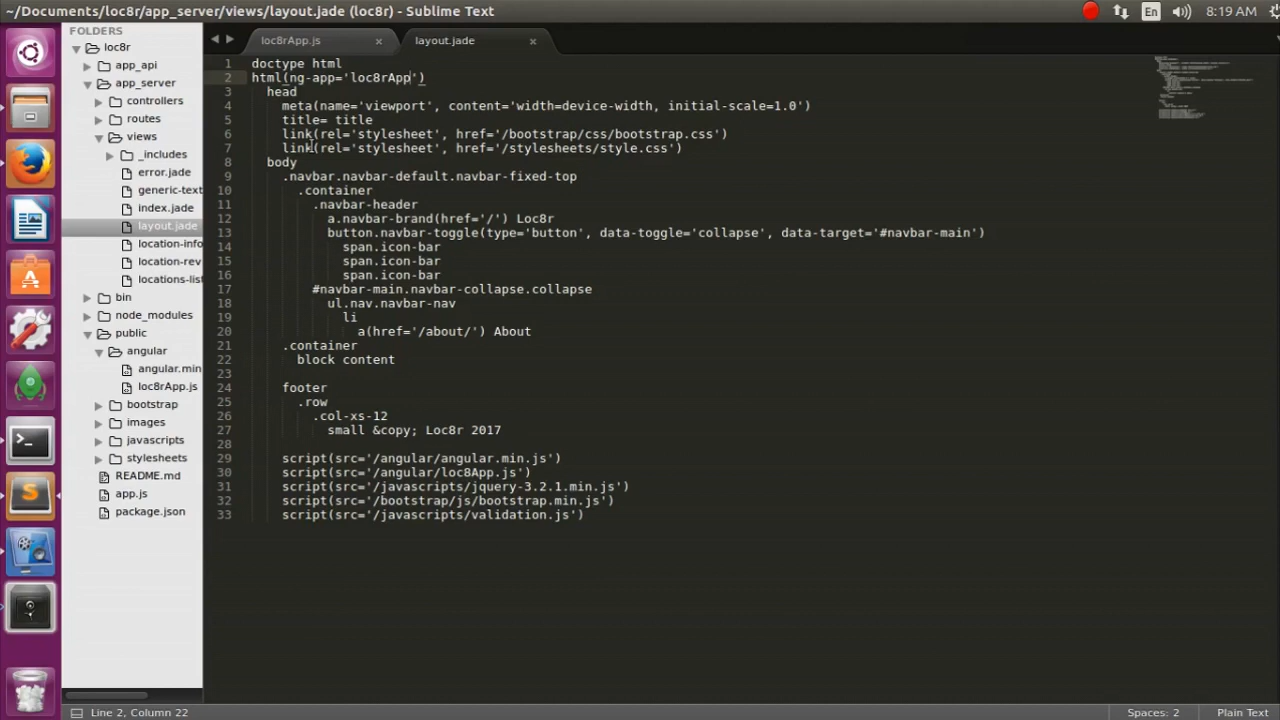 ~/Documents/loc8r/app_server/views/layout.jade (loc8r) - Sublime Text
En
8:19 AM
FOLDERS
loc8r
app_api
app_server
controllers
routes
views
_includes
error.jade
generic-text
index.jade
layout.jade
location-info
location-rev
locations-list
bin
node_modules
public
angular
angular.min
loc8rApp.js
bootstrap
images
javascripts
stylesheets
README.md
app.js
package.json
loc8rApp.js ×
layout.jade ×
1 doctype html
2 html(ng-app='loc8rApp')
3 head
4 meta(name='viewport', content='width=device-width, initial-scale=1.0')
5 title= title
6 link(rel='stylesheet', href='/bootstrap/css/bootstrap.css')
7 link(rel='stylesheet', href='/stylesheets/style.css')
8 body
9 .navbar.navbar-default.navbar-fixed-top
10 .container
11 .navbar-header
12 a.navbar-brand(href='/') Loc8r
13 button.navbar-toggle(type='button', data-toggle='collapse', data-target='#navbar-main')
14 span.icon-bar
15 span.icon-bar
16 span.icon-bar
17 #navbar-main.navbar-collapse.collapse
18 ul.nav.navbar-nav
19 li
20 a(href='/about/') About
21 .container
22 block content
23
24 footer
25 .row
26 .col-xs-12
27 small &copy; Loc8r 2017
28
29 script(src='/angular/angular.min.js')
30 script(src='/angular/loc8App.js')
31 script(src='/javascripts/jquery-3.2.1.min.js')
32 script(src='/bootstrap/js/bootstrap.min.js')
33 script(src='/javascripts/validation.js')
Line 2, Column 22
Spaces: 2
Plain Text